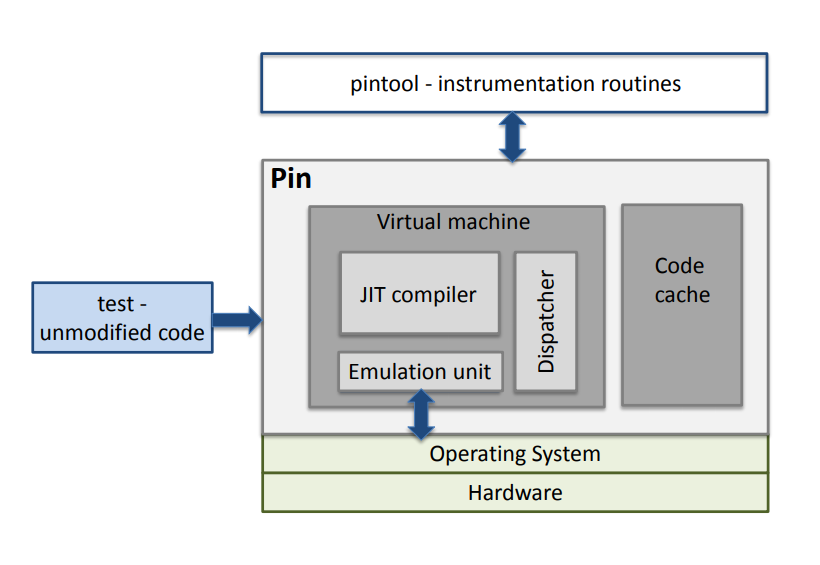 pintool - instrumentation routines
Pin
Virtual machine
JIT compiler
Dispatcher
Emulation unit
Code
cache
test -
unmodified code
Operating System
Hardware